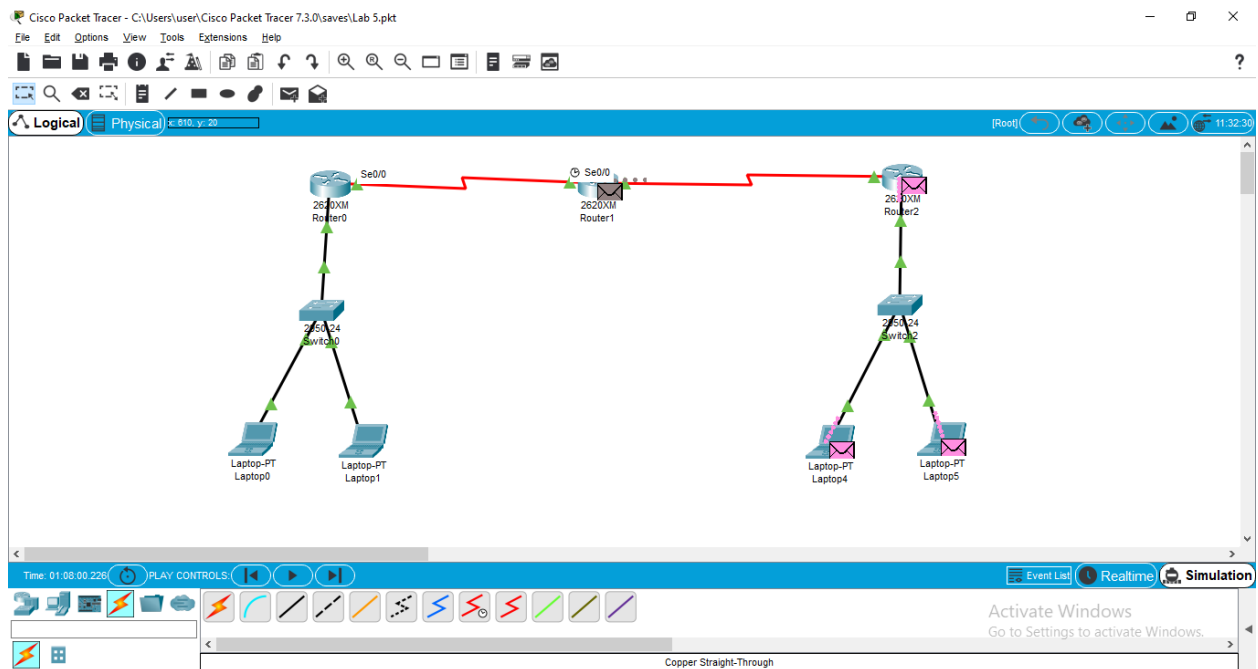 Cisco Packet Tracer - C:\Users\user\Cisco Packet Tracer 7.3.0\saves\Lab 5.pkt
File Edit Options View Tools Extensions Help
?
Logical Physical x: 610, y: 20 [Root] 11:32:30
Se0/0
2620XM
Router0
Se0/0
2620XM
Router1
Router2
Switch0
Switch2
Laptop-PT
Laptop0
Laptop-PT
Laptop1
Laptop-PT
Laptop4
Laptop-PT
Laptop5
Time: 01:08:00.226 PLAY CONTROLS: Event List Realtime Simulation
Activate Windows
Go to Settings to activate Windows.
Copper Straight-Through